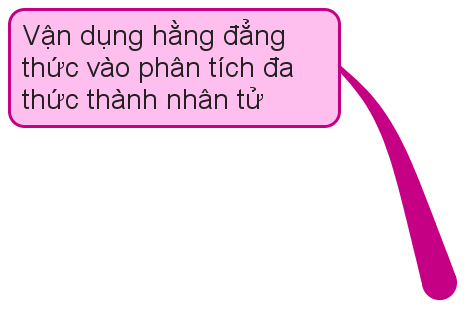 Vận dụng hằng đẳng
thức vào phân tích đa
thức thành nhân tử